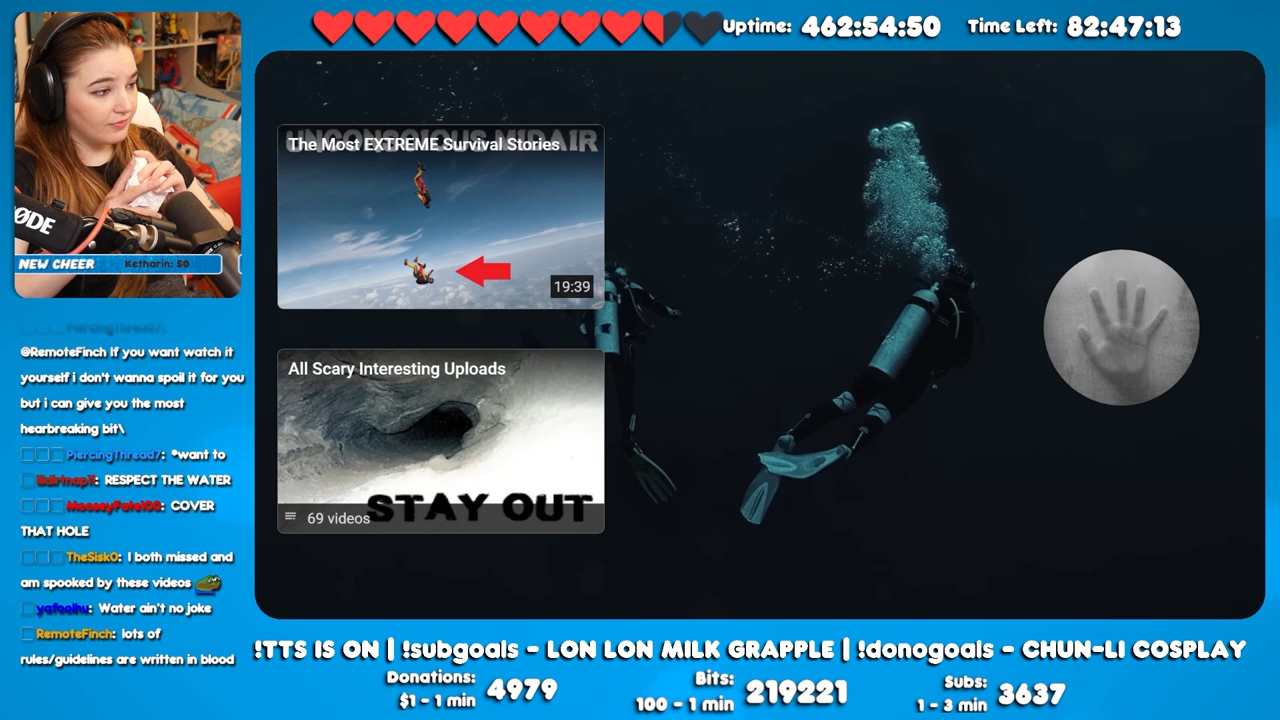 Uptime: 462:54:50 Time Left: 82:47:13
RØDE
NEW CHEER Ketharin: 50
UNCONSCIOUS MIDAIR
The Most EXTREME Survival Stories
19:39
All Scary Interesting Uploads
STAY OUT
69 videos
@RemoteFinch If you want watch it
yourself i don't wanna spoil it for you
but i can give you the most
hearbreaking bit\
PiercingThread7: *want to
RESPECT THE WATER
MooseyFate100: COVER
THAT HOLE
TheSisk0: I both missed and
am spooked by these videos
yafoolhu: Water ain't no joke
RemoteFinch: lots of
rules/guidelines are written in blood
!TTS IS ON | !subgoals - LON LON MILK GRAPPLE | !donogoals - CHUN-LI COSPLAY
Donations: 4979
$1 - 1 min
Bits: 219221
100 - 1 min
Subs: 3637
1 - 3 min